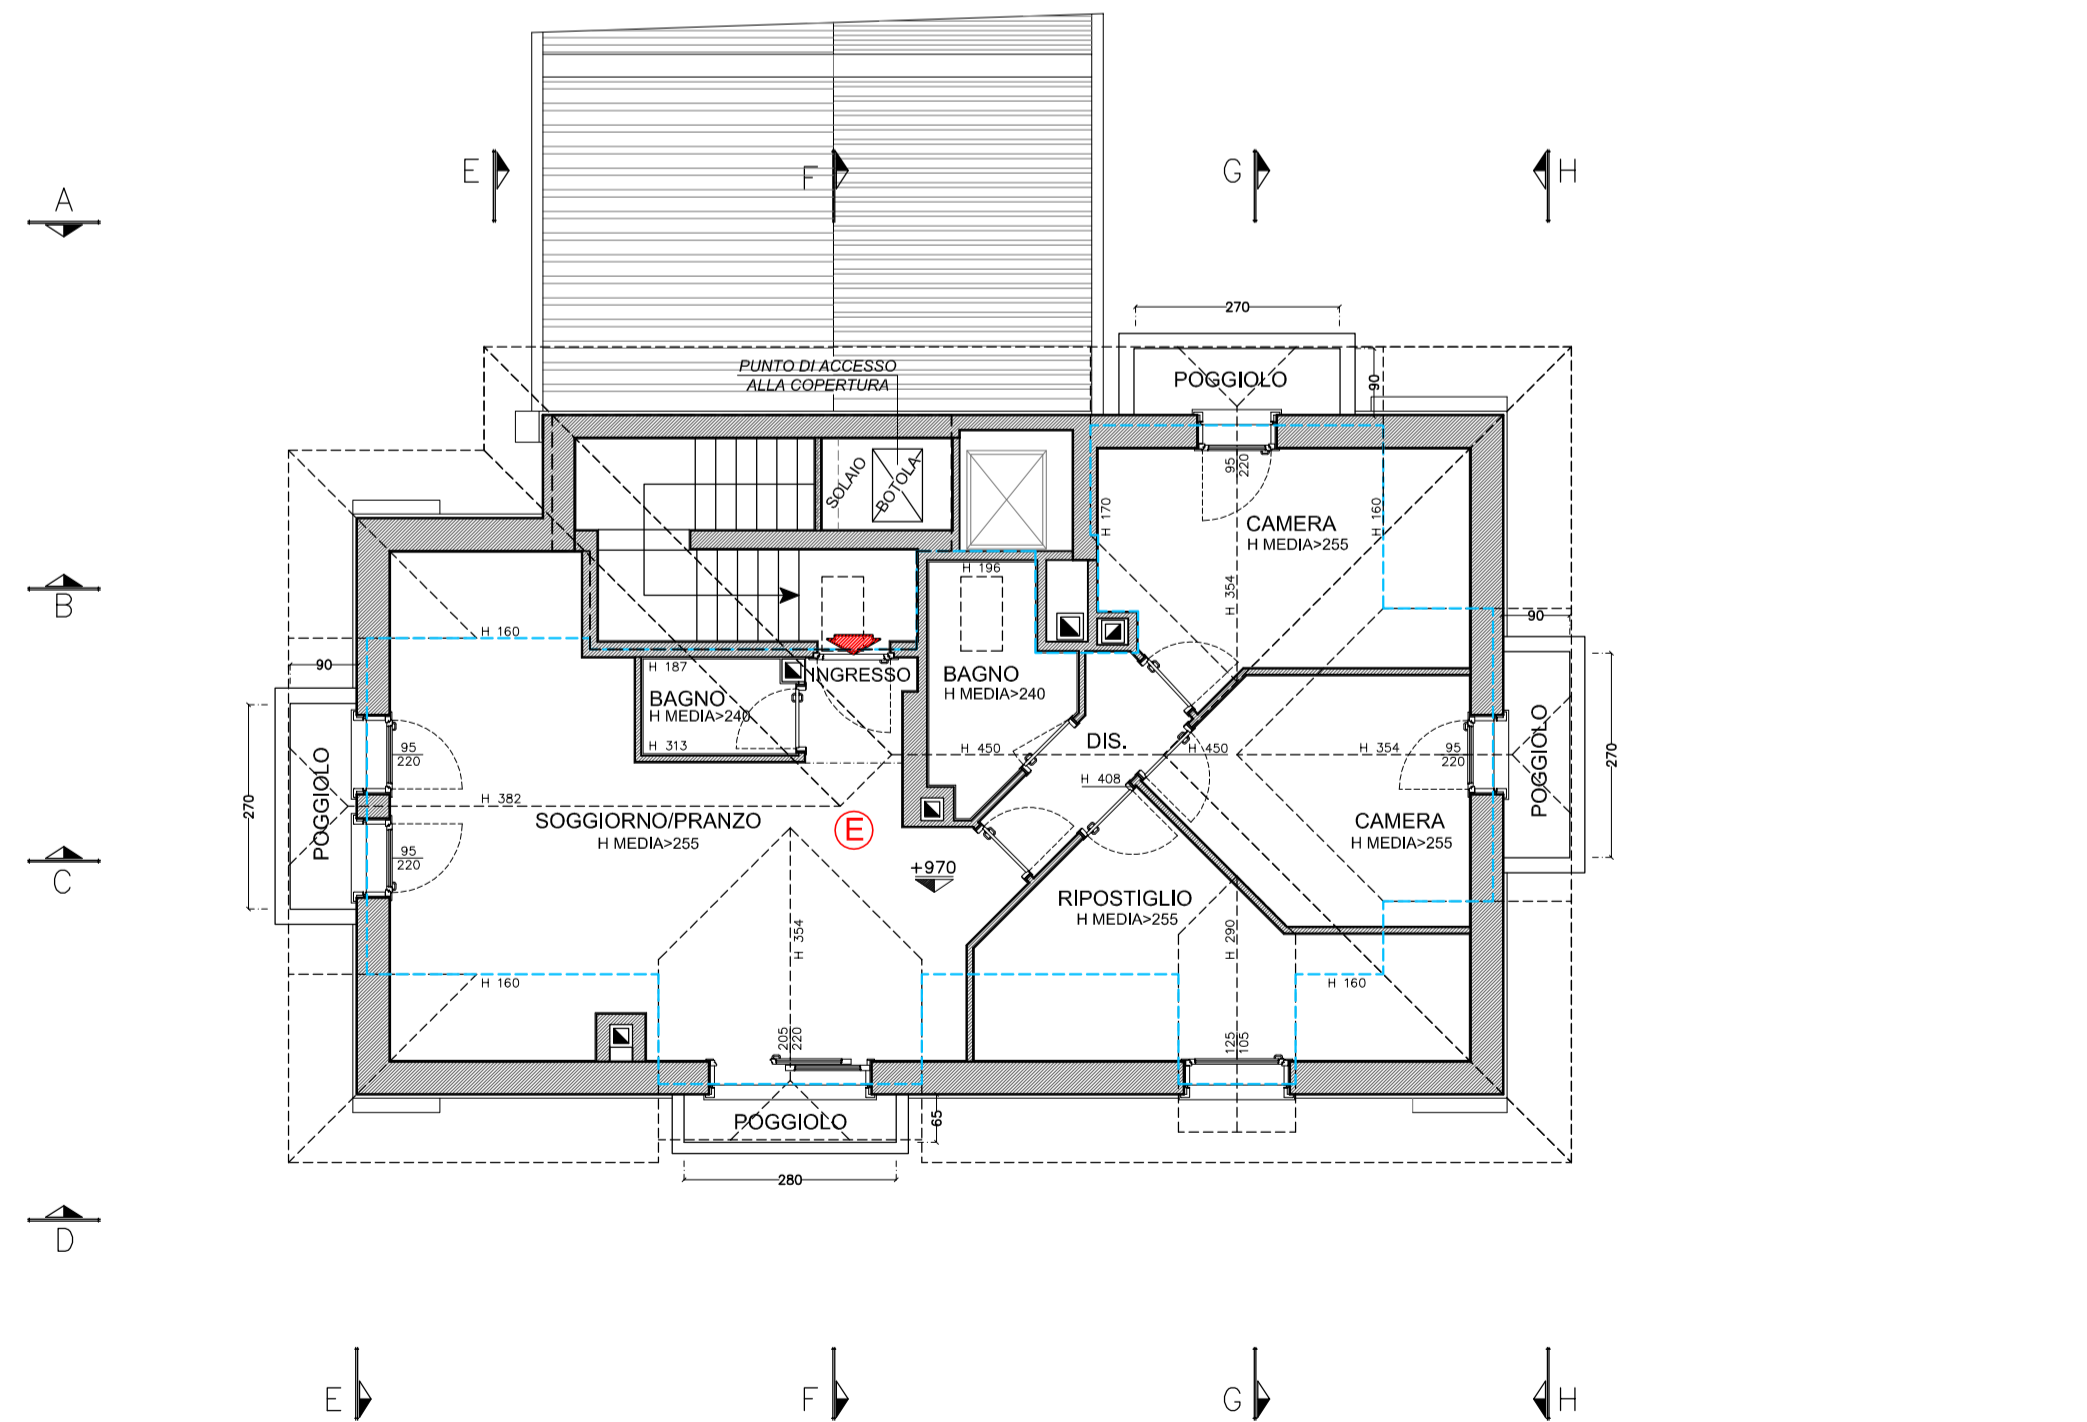 E
F
G
H
A
270
PUNTO DI ACCESSO
ALLA COPERTURA
POGGIOLO
90
SOLAIO
BOTOLA
95
220
H 170
H 160
CAMERA
H MEDIA>255
H 354
H 196
B
H 160
90
90
H 187
INGRESSO
BAGNO
H MEDIA>240
BAGNO
H MEDIA>240
H 313
DIS.
H 450
H 450
H 354
95
220
95
220
POGGIOLO
270
POGGIOLO
270
H 408
H 382
SOGGIORNO/PRANZO
H MEDIA>255
E
CAMERA
H MEDIA>255
95
220
+970
C
RIPOSTIGLIO
H MEDIA>255
H 354
H 290
H 160
H 160
205
220
125
105
POGGIOLO
65
280
D
E
F
G
H